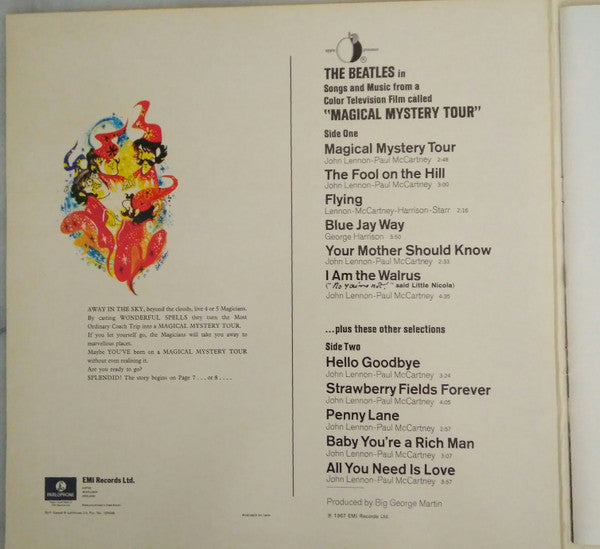 AWAY IN THE SKY, beyond the clouds, live 4 or 5 Magicians.
By casting WONDERFUL SPELLS they turn the Most
Ordinary Coach Trip into a MAGICAL MYSTERY TOUR.
If you let yourself go, the Magicians will take you away to
marvellous places.
Maybe YOU'VE been on a MAGICAL MYSTERY TOUR
without even realising it.
Are you ready to go?
SPLENDID! The story begins on Page 7 . . . or 8 . . . .
PARLOPHONE
EMI Records Ltd.
apple
presents
THE BEATLES in
Songs and Music from a
Color Television Film called
"MAGICAL MYSTERY TOUR"
Side One
Magical Mystery Tour
John Lennon-Paul McCartney 2:48
The Fool on the Hill
John Lennon-Paul McCartney 3:00
Flying
Lennon-McCartney-Harrison-Starr 2:16
Blue Jay Way
George Harrison 3:50
Your Mother Should Know
John Lennon-Paul McCartney 2:33
I Am the Walrus
("No you're not!" said Little Nicola)
John Lennon-Paul McCartney 4:35
...plus these other selections
Side Two
Hello Goodbye
John Lennon-Paul McCartney 3:24
Strawberry Fields Forever
John Lennon-Paul McCartney 4:05
Penny Lane
John Lennon-Paul McCartney 2:57
Baby You're a Rich Man
John Lennon-Paul McCartney 3:07
All You Need Is Love
John Lennon-Paul McCartney 3:57
Produced by Big George Martin
℗ 1967 EMI Records Ltd.